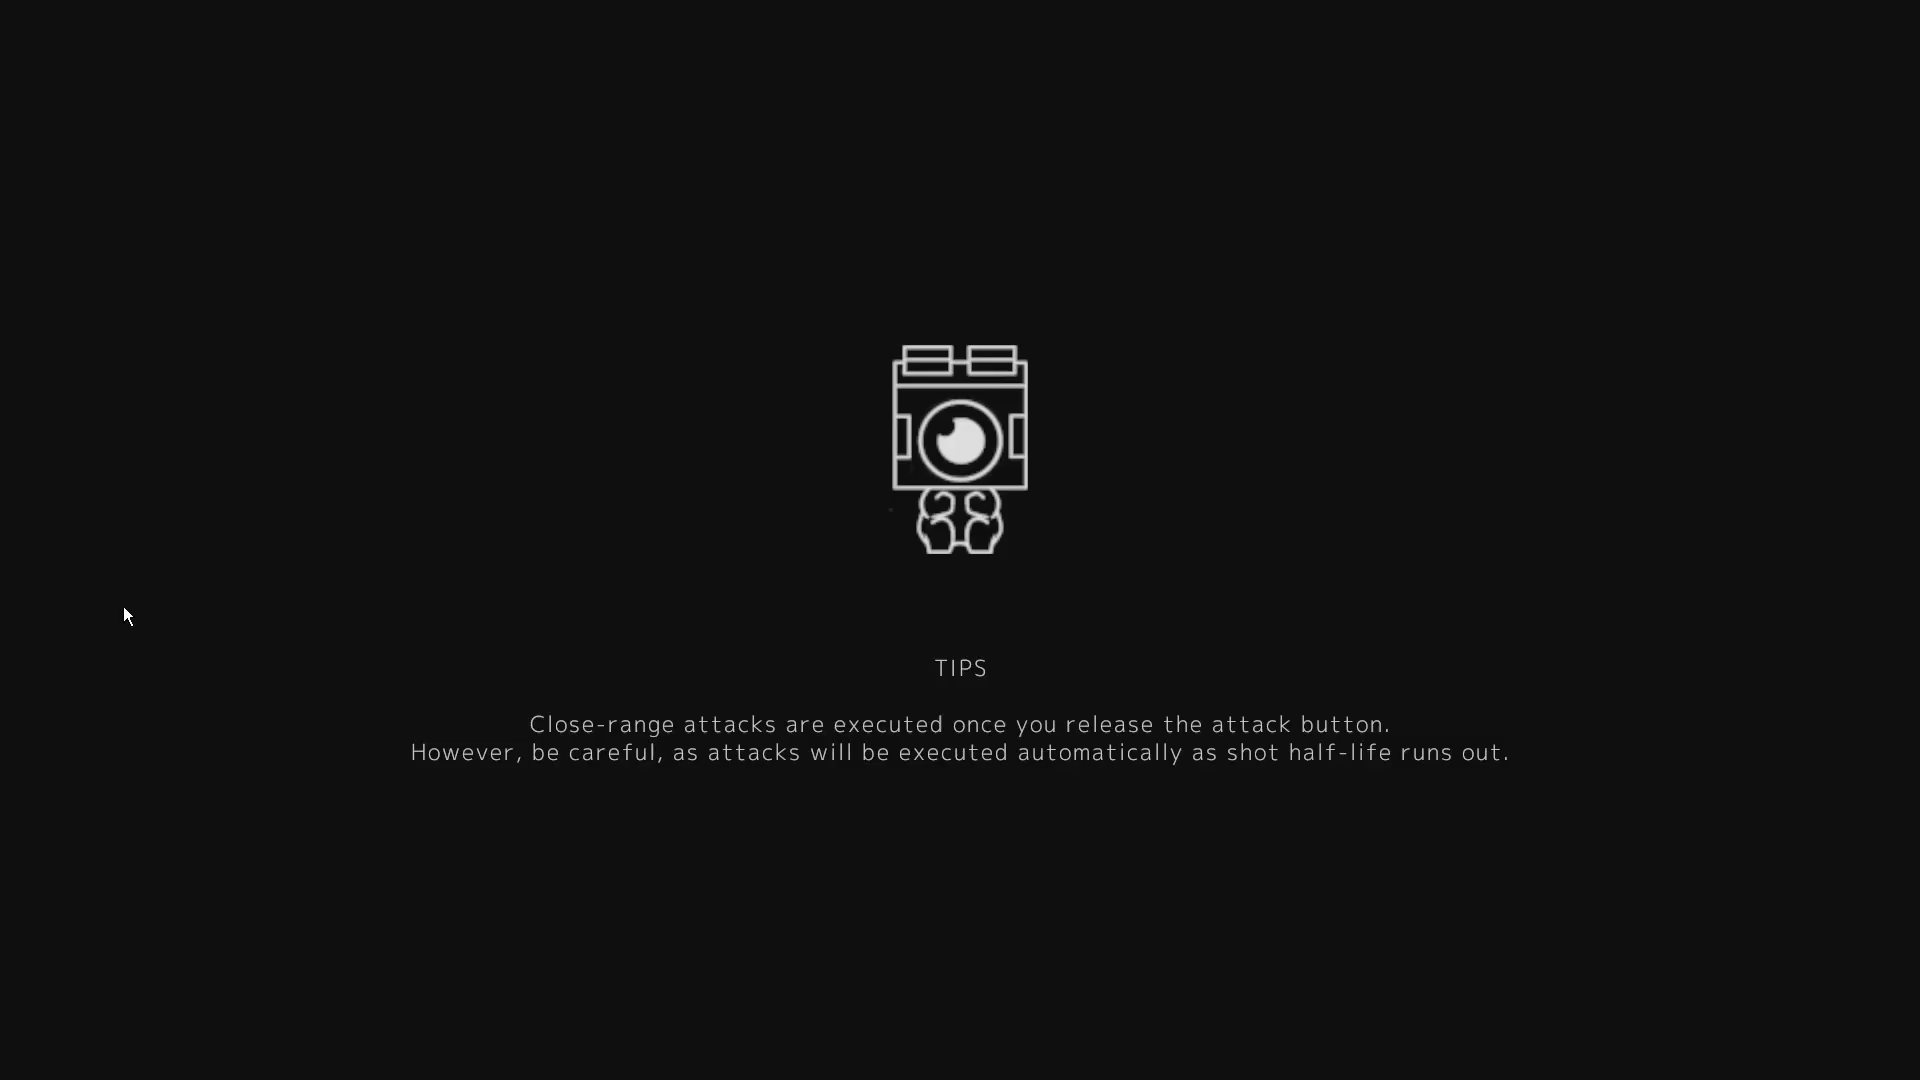 TIPS
Close-range attacks are executed once you release the attack button.
However, be careful, as attacks will be executed automatically as shot half-life runs out.